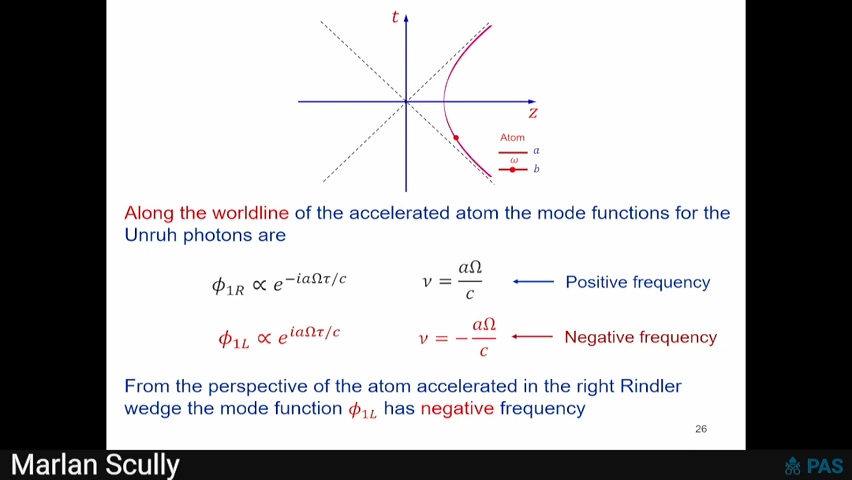 t
z
Atom
a
ω
b
Along the worldline of the accelerated atom the mode functions for the
Unruh photons are
ϕ₁R ∝ e^{−iaΩτ/c} ν = aΩ/c Positive frequency
ϕ₁L ∝ e^{iaΩτ/c} ν = − aΩ/c Negative frequency
From the perspective of the atom accelerated in the right Rindler
wedge the mode function ϕ₁L has negative frequency
26
Marlan Scully
PAS